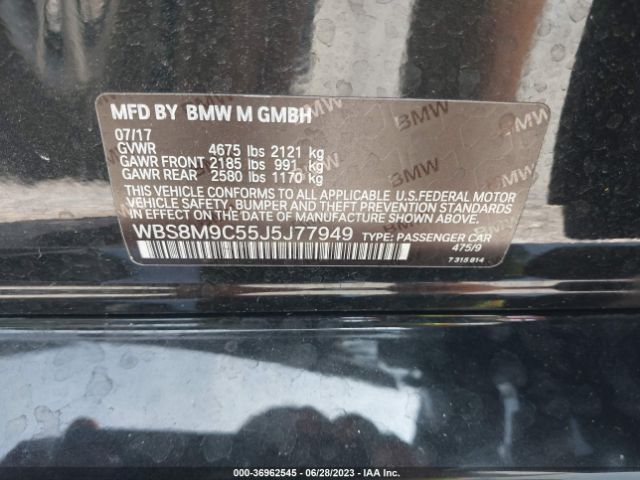 MFD BY BMW M GMBH
07/17
GVWR 4675 lbs 2121 kg
GAWR FRONT 2185 lbs 991 kg
GAWR REAR 2580 lbs 1170 kg
THIS VEHICLE CONFORMS TO ALL APPLICABLE U.S.FEDERAL MOTOR
VEHICLE SAFETY, BUMPER AND THEFT PREVENTION STANDARDS
IN EFFECT ON THE DATE OF MANUFACTURE SHOWN ABOVE.
WBS8M9C55J5J77949 TYPE: PASSENGER CAR
475/9
7 315 814
BMW
BMW
BMW
000-36962545 - 06/28/2023 - IAA Inc.